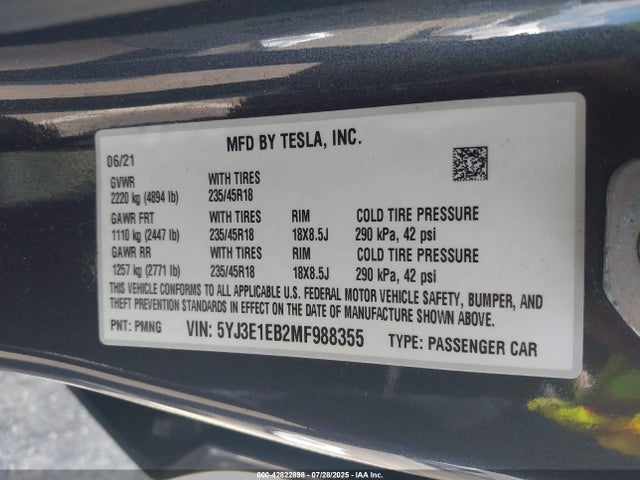 MFD BY TESLA, INC.
06/21
GVWR WITH TIRES
2220 kg (4894 lb) 235/45R18
GAWR FRT WITH TIRES RIM COLD TIRE PRESSURE
1110 kg (2447 lb) 235/45R18 18X8.5J 290 kPa, 42 psi
GAWR RR WITH TIRES RIM COLD TIRE PRESSURE
1257 kg (2771 lb) 235/45R18 18X8.5J 290 kPa, 42 psi
THIS VEHICLE CONFORMS TO ALL APPLICABLE U.S. FEDERAL MOTOR VEHICLE SAFETY, BUMPER, AND
THEFT PREVENTION STANDARDS IN EFFECT ON THE DATE OF MANUFACTURE SHOWN ABOVE.
PNT: PMNG VIN: 5YJ3E1EB2MF988355 TYPE: PASSENGER CAR
000-42822898 - 07/28/2025 - IAAI.COM